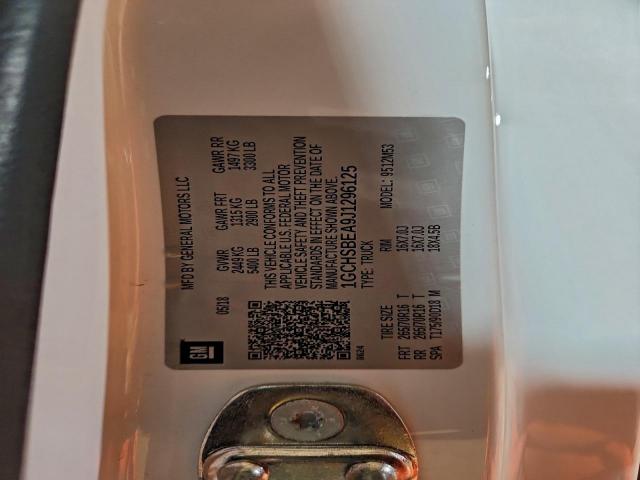 MFD BY GENERAL MOTORS LLC
05/18
GVWR GAWR FRT GAWR RR
2449 KG 1315 KG 1497 KG
5400 LB 2900 LB 3300 LB
THIS VEHICLE CONFORMS TO ALL
APPLICABLE U.S. FEDERAL MOTOR
VEHICLE SAFETY AND THEFT PREVENTION
STANDARDS IN EFFECT ON THE DATE OF
MANUFACTURE SHOWN ABOVE.
1GCHSBEA9J1296125
TYPE: TRUCK MODEL: 9512M53
TIRE SIZE RIM
FRT 265/70R16 T 16X7.0J
RR 265/70R16 T 16X7.0J
SPA T175/90D18 M 18X4.5B
GM